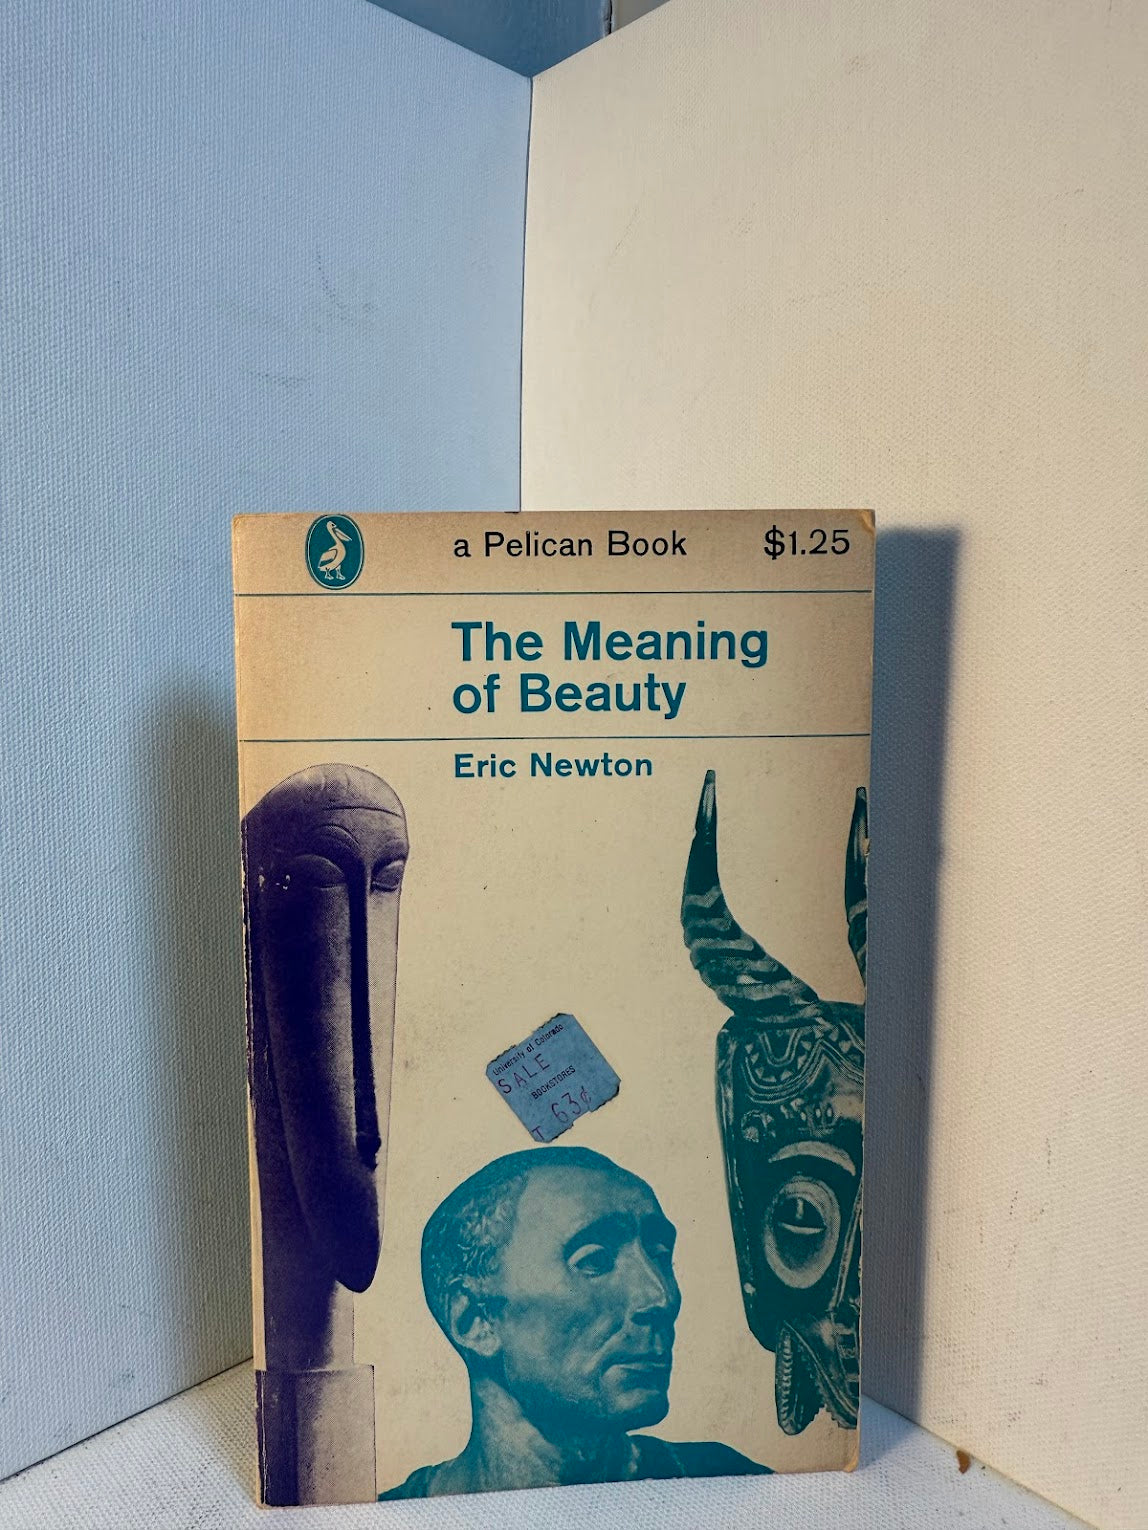 a Pelican Book $1.25
The Meaning
of Beauty
Eric Newton
University of Colorado
SALE
BOOKSTORES
T 63¢